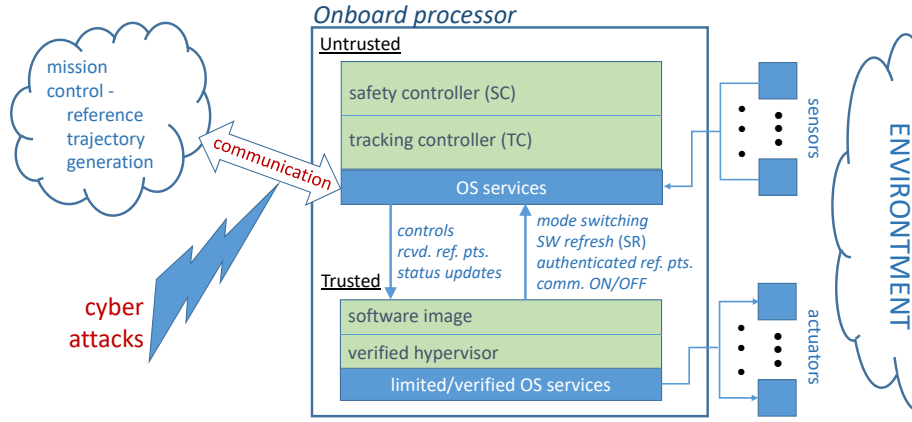 Onboard processor
Untrusted
mission
control -
reference
trajectory
generation
safety controller (SC)
tracking controller (TC)
OS services
communication
sensors
ENVIRONTMENT
controls
rcvd. ref. pts.
status updates
mode switching
SW refresh (SR)
authenticated ref. pts.
comm. ON/OFF
cyber
attacks
Trusted
software image
verified hypervisor
limited/verified OS services
actuators